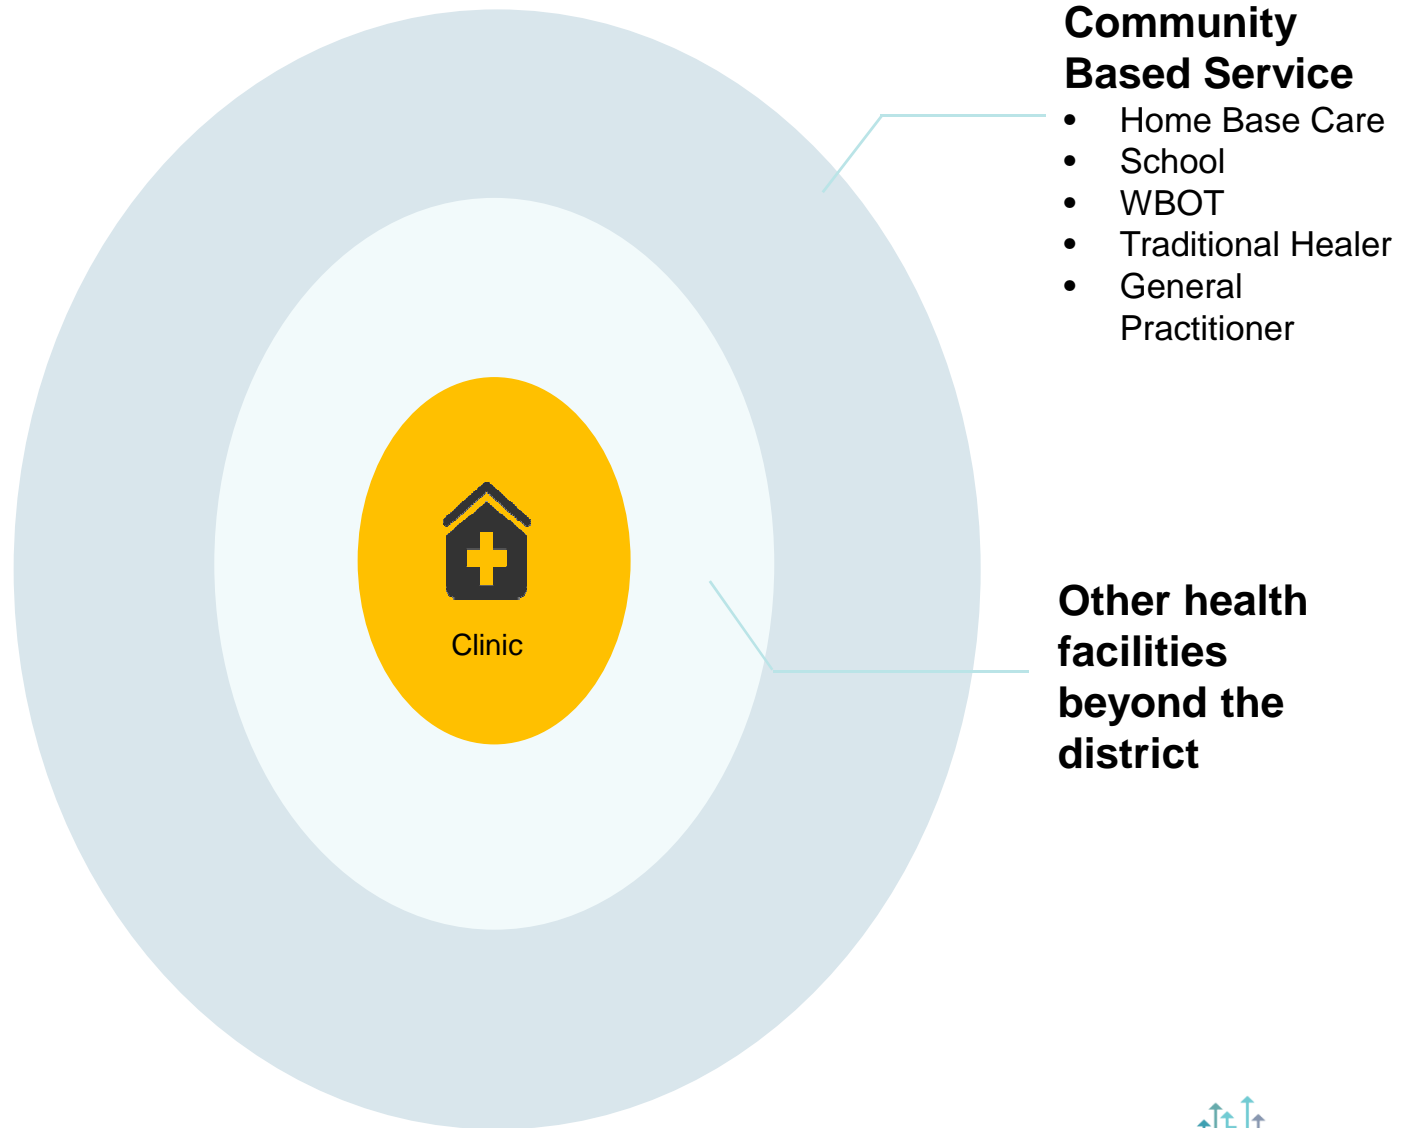 Community
Based Service
• Home Base Care
• School
• WBOT
• Traditional Healer
• General
Practitioner
Clinic
Other health
facilities
beyond the
district